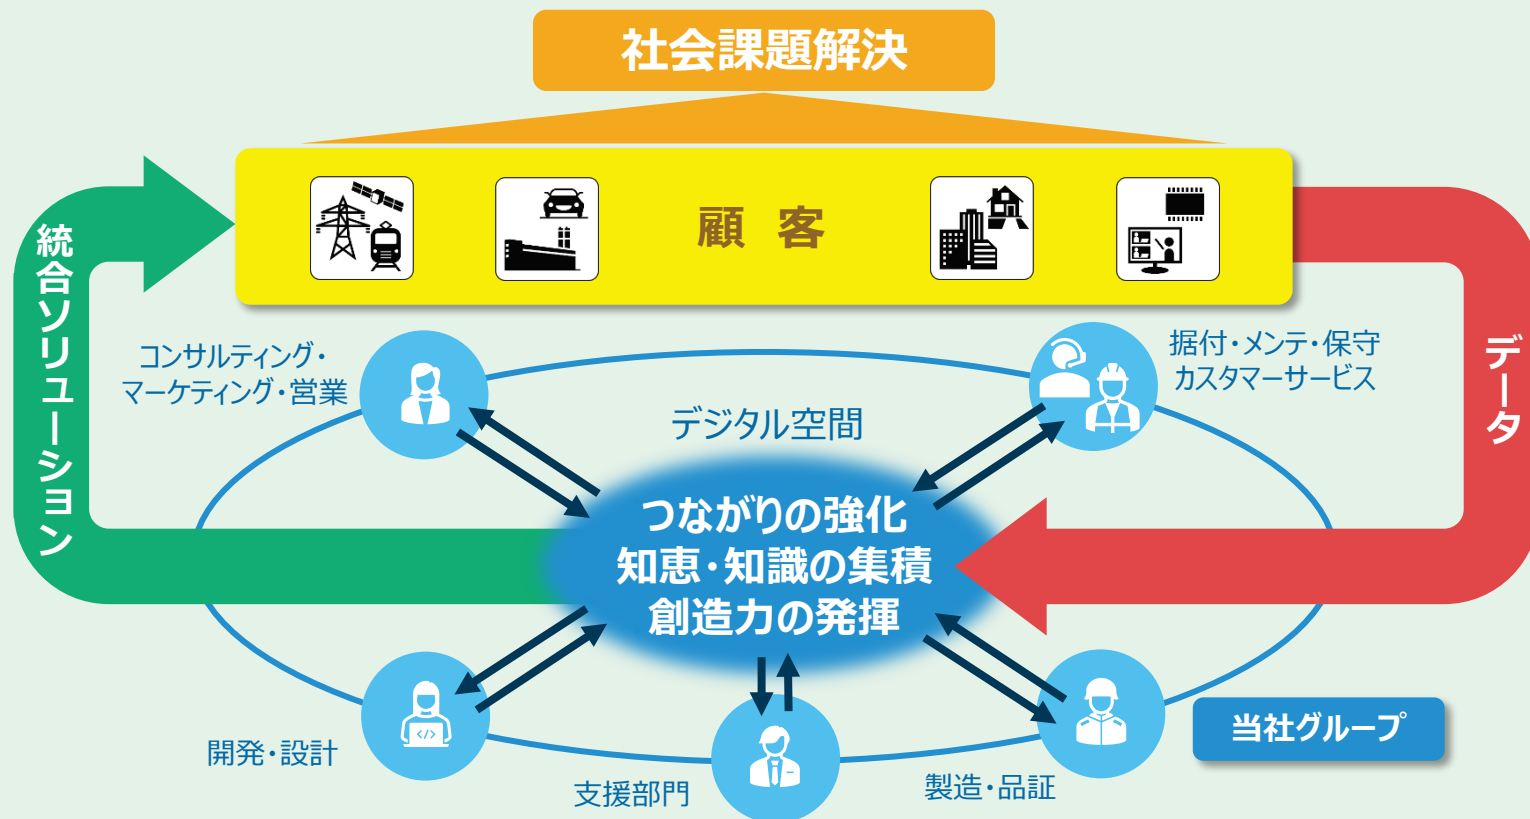 社会課題解決
顧 客
統合ソリューション
データ
コンサルティング・
マーケティング・営業
据付・メンテ・保守
カスタマーサービス
デジタル空間
つながりの強化
知恵・知識の集積
創造力の発揮
開発・設計
支援部門
製造・品証
当社グループ